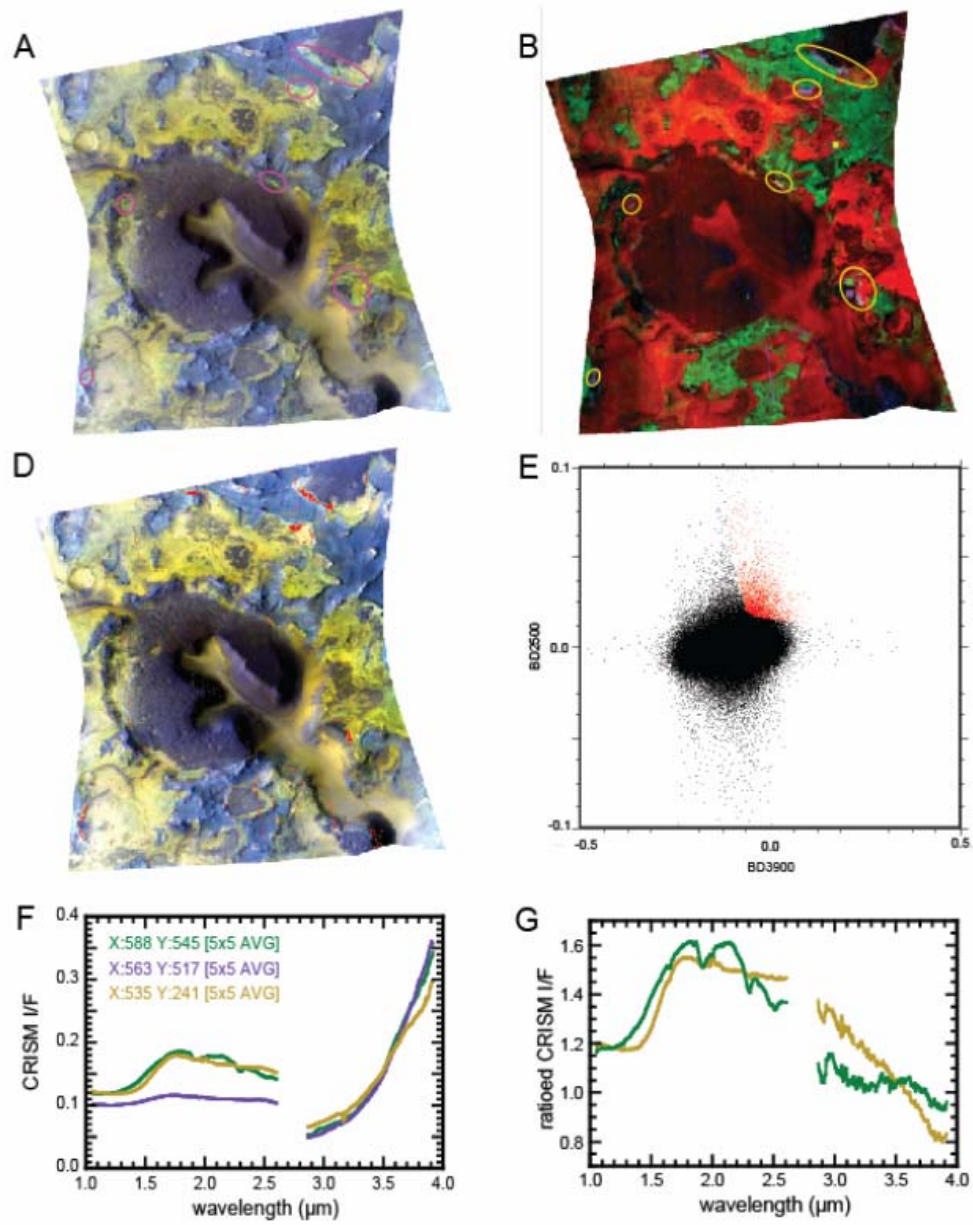 A
B
D
E
0.1
BD2500
0.0
-0.1
-0.5
0.0
0.5
BD3900
F
0.4
0.3
0.2
0.1
0.0
CRISM I/F
X:588 Y:545 [5x5 AVG]
X:563 Y:517 [5x5 AVG]
X:535 Y:241 [5x5 AVG]
1.0 1.5 2.0 2.5 3.0 3.5 4.0
wavelength (µm)
G
1.6
1.4
1.2
1.0
0.8
ratioed CRISM I/F
1.0 1.5 2.0 2.5 3.0 3.5 4.0
wavelength (µm)